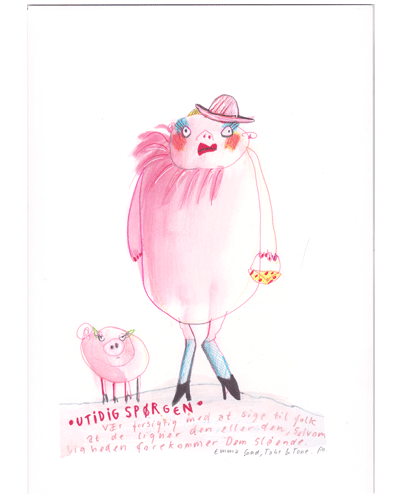 • UTIDIG SPØRGEN •
Vær forsigtig med at sige til folk
at de ligner den eller den, selvom
ligheden forekommer Dem slående.
Emma Gad, Takt & Tone.